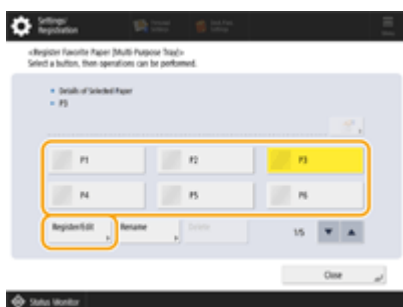 Settings/
Registration
<Register Favorite Paper (Multi-Purpose Tray)>
Select a button, then operations can be performed.
Details of Selected Paper
P3
P1
P2
P3
P4
P5
P6
Register/Edit
Rename
Delete
1/5
Close
Status Monitor